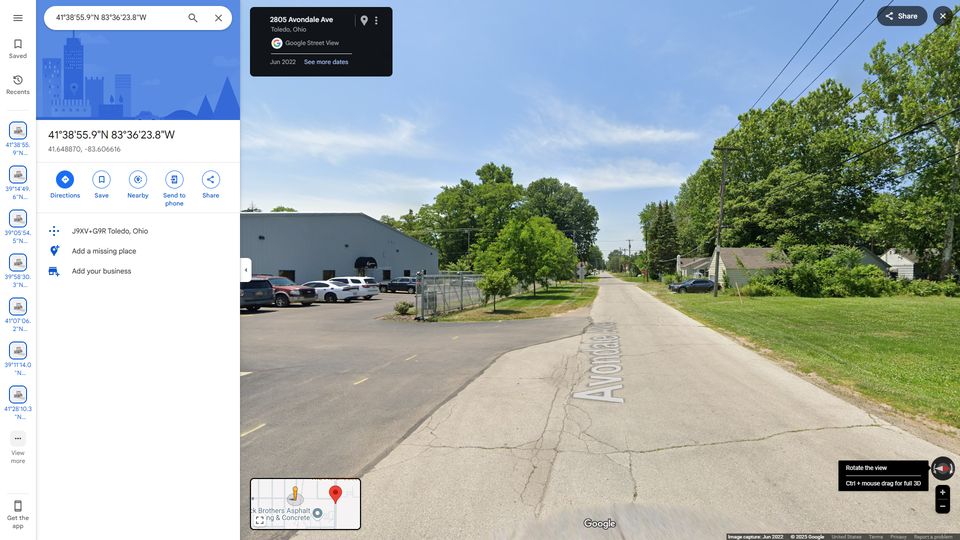 41°38'55.9"N 83°36'23.8"W
Saved
Recents
41°38'55.
9"N...
39°14'49.
6"N...
39°05'54.
5"N...
39°58'30.
3"N...
41°07'06.
2"N...
39°11'14.0
"N...
41°28'10.3
"N...
View
more
Get the
app
41°38'55.9"N 83°36'23.8"W
41.648870, -83.606616
Directions
Save
Nearby
Send to
phone
Share
J9XV+G9R Toledo, Ohio
Add a missing place
Add your business
2805 Avondale Ave
Toledo, Ohio
Google Street View
Jun 2022 See more dates
Share
Avondale
ck Brothers Asphalt
ng & Concrete
Rotate the view
Ctrl + mouse drag for full 3D
Google
Image capture: Jun 2022 © 2025 Google United States Terms Privacy Report a problem